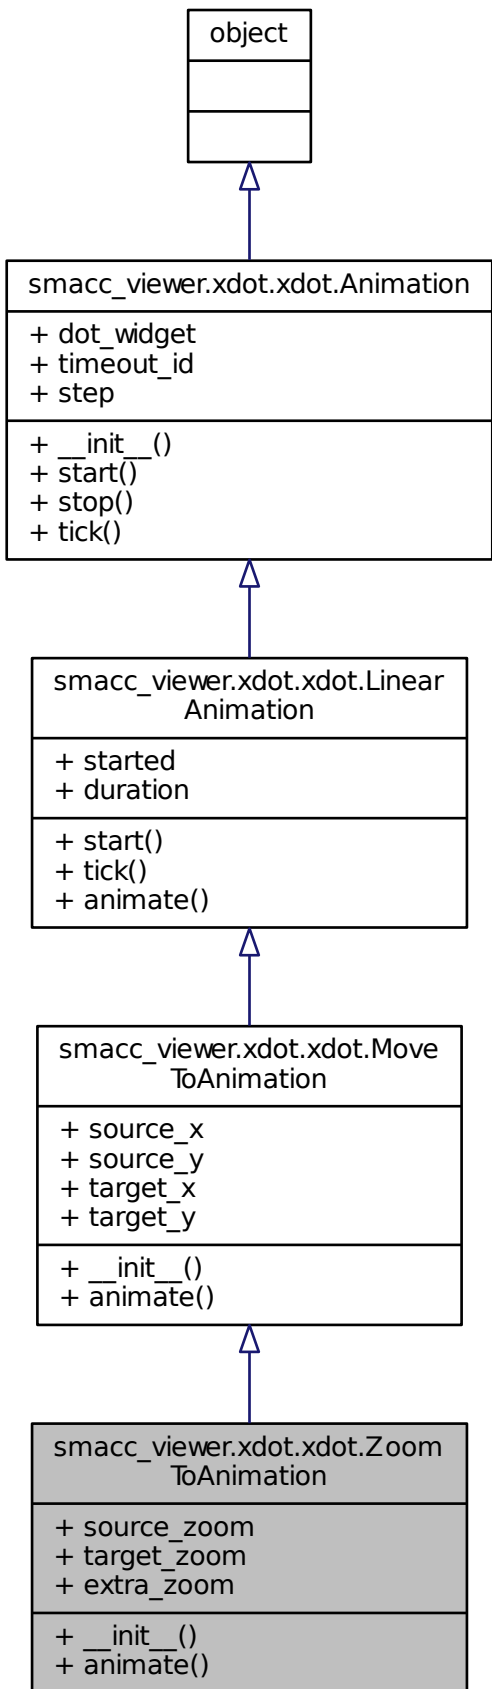 object
smacc_viewer.xdot.xdot.Animation
+ dot_widget
+ timeout_id
+ step
+ __init__()
+ start()
+ stop()
+ tick()
smacc_viewer.xdot.xdot.Linear
Animation
+ started
+ duration
+ start()
+ tick()
+ animate()
smacc_viewer.xdot.xdot.Move
ToAnimation
+ source_x
+ source_y
+ target_x
+ target_y
+ __init__()
+ animate()
smacc_viewer.xdot.xdot.Zoom
ToAnimation
+ source_zoom
+ target_zoom
+ extra_zoom
+ __init__()
+ animate()